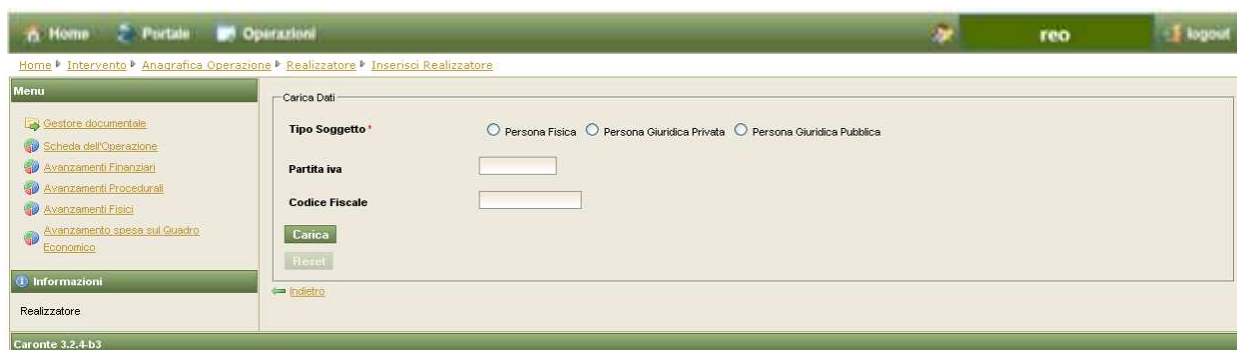 Home Portale Operazioni reo logout
Home Intervento Anagrafica Operazione Realizzatore Inserisci Realizzatore
Menu
Gestore documentale
Scheda dell'Operazione
Avanzamenti Finanziari
Avanzamenti Procedurali
Avanzamenti Fisici
Avanzamento spesa sul Quadro
Economico
Informazioni
Realizzatore
Carica Dati
Tipo Soggetto* Persona Fisica Persona Giuridica Privata Persona Giuridica Pubblica
Partita iva
Codice Fiscale
Carica
Reset
Indietro
Caronte 3.2.4-b3